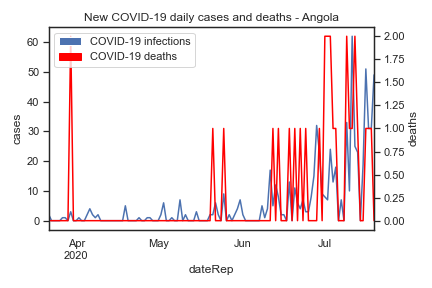 New COVID-19 daily cases and deaths - Angola
COVID-19 infections
COVID-19 deaths
60
50
40
30
20
10
0
cases
2.00
1.75
1.50
1.25
1.00
0.75
0.50
0.25
0.00
deaths
Apr
2020
May
Jun
Jul
dateRep